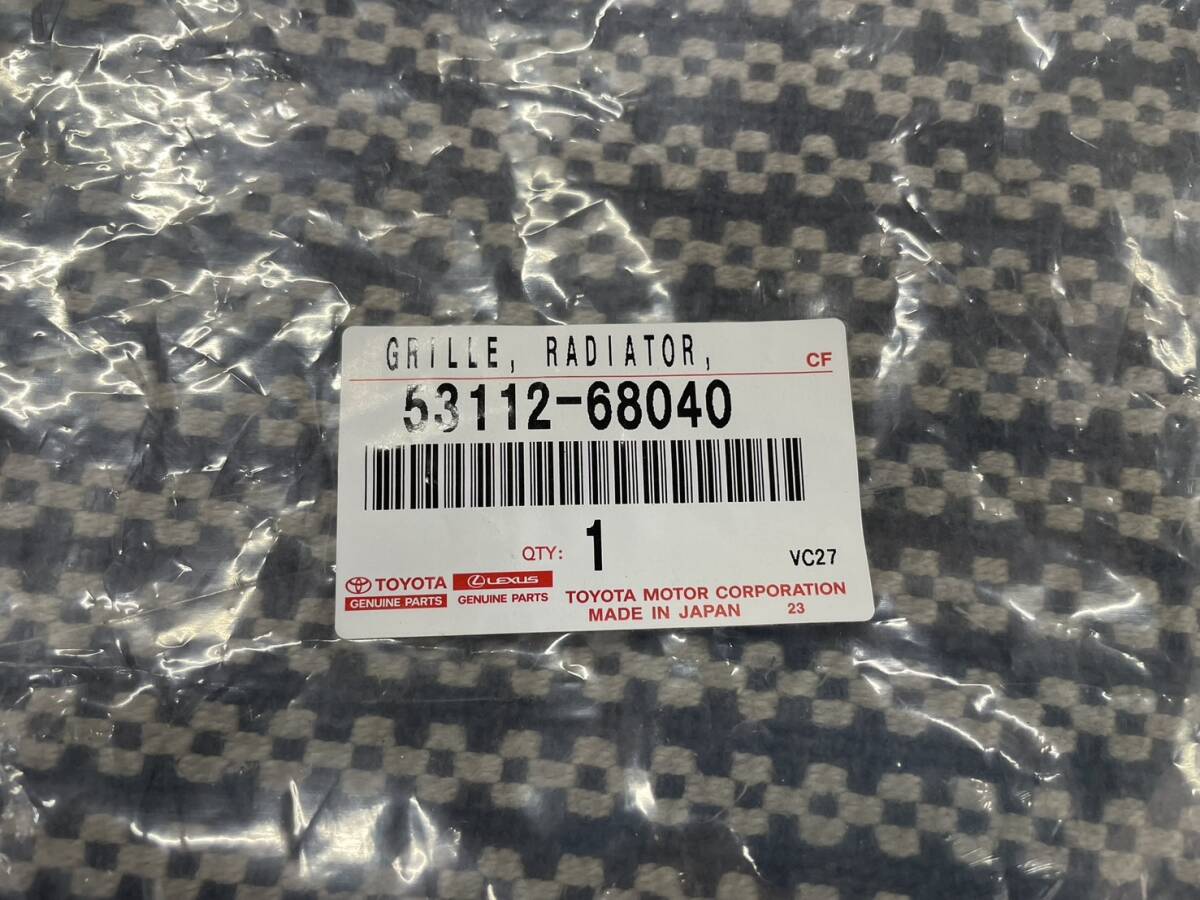 GRILLE, RADIATOR,
CF
53112-68040
QTY: 1
VC27
TOYOTA
GENUINE PARTS
LEXUS
GENUINE PARTS
TOYOTA MOTOR CORPORATION
MADE IN JAPAN 23